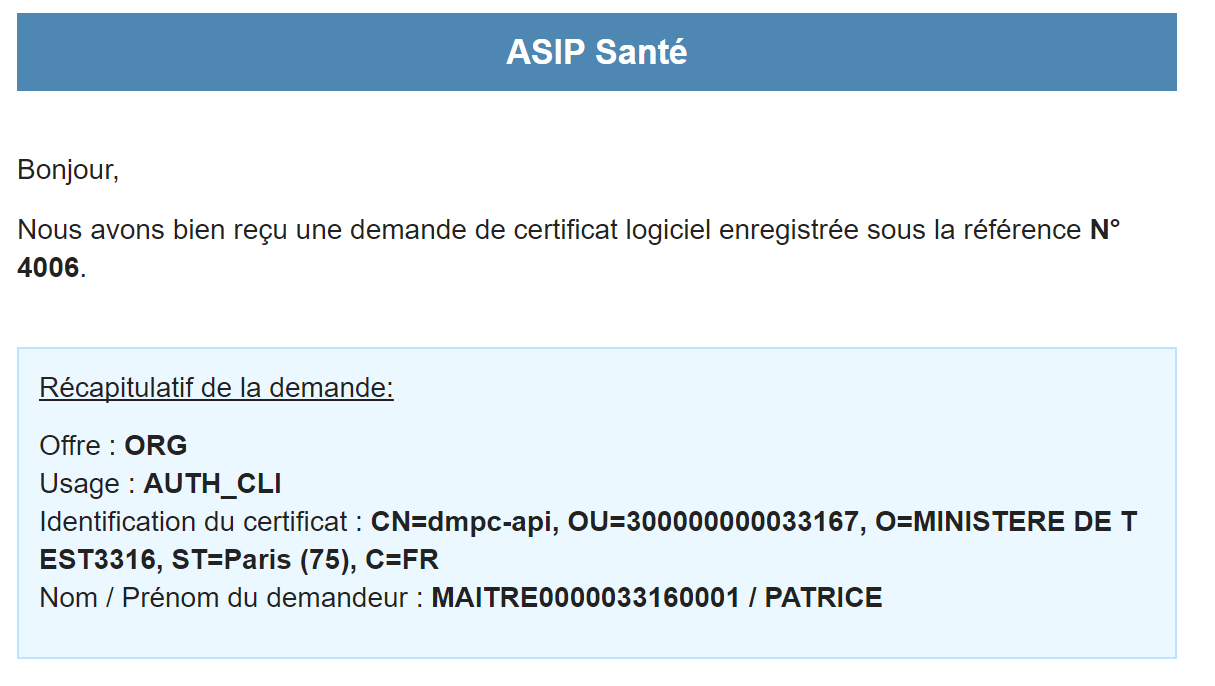 ASIP Santé
Bonjour,
Nous avons bien reçu une demande de certificat logiciel enregistrée sous la référence N°
4006.
Récapitulatif de la demande:
Offre : ORG
Usage : AUTH_CLI
Identification du certificat : CN=dmpc-api, OU=300000000033167, O=MINISTERE DE T
EST3316, ST=Paris (75), C=FR
Nom / Prénom du demandeur : MAITRE0000033160001 / PATRICE